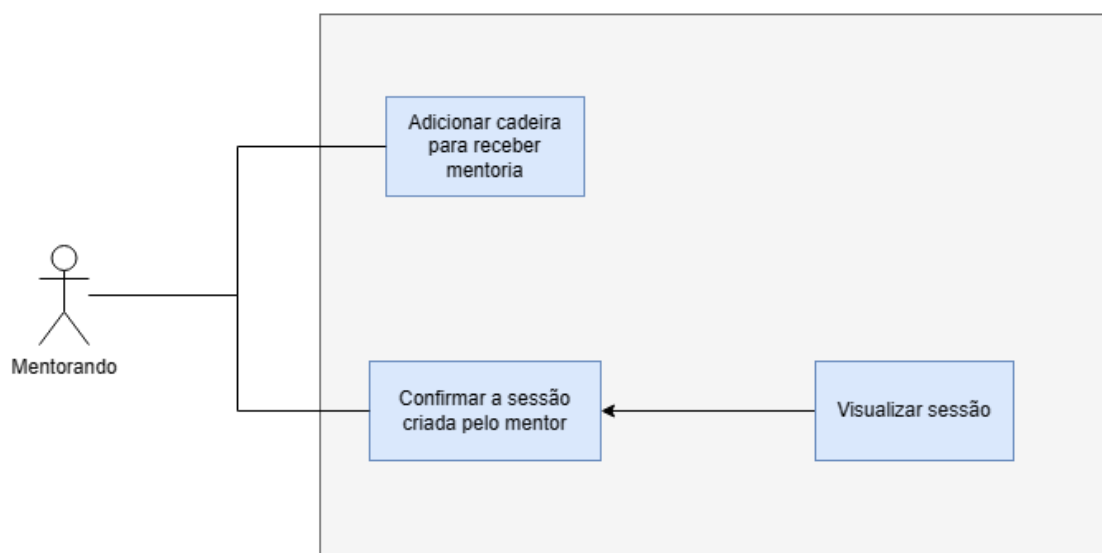 Adicionar cadeira
para receber
mentoria
Mentorando
Confirmar a sessão
criada pelo mentor
Visualizar sessão